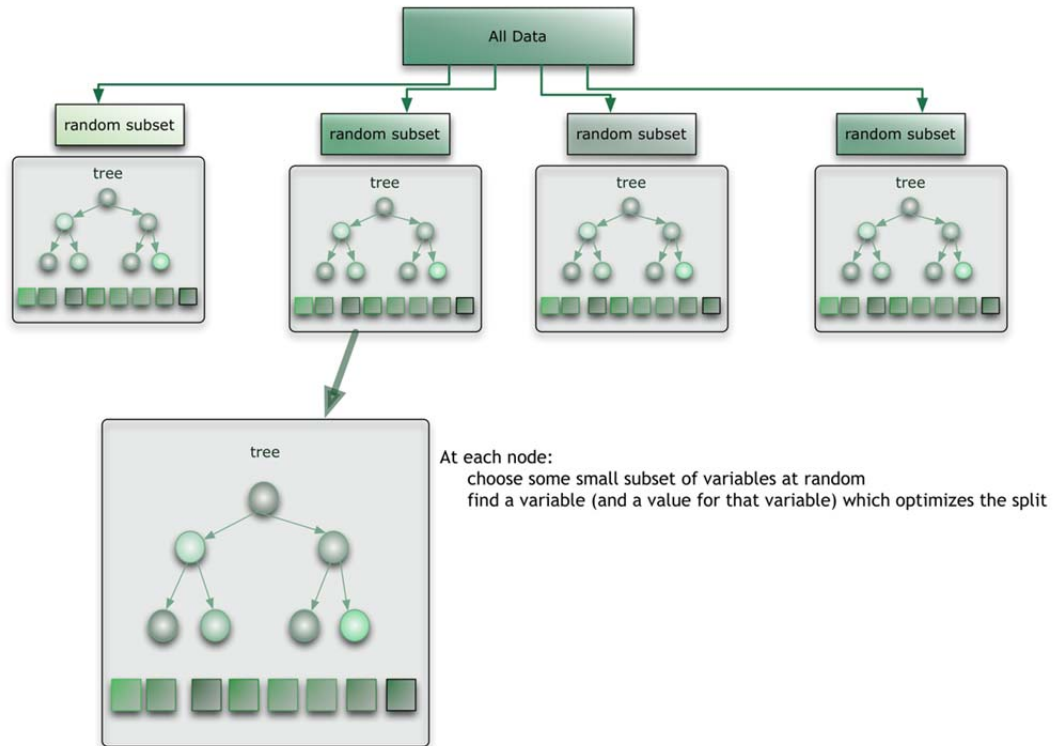 All Data
random subset
random subset
random subset
random subset
tree
tree
tree
tree
tree
At each node:
choose some small subset of variables at random
find a variable (and a value for that variable) which optimizes the split